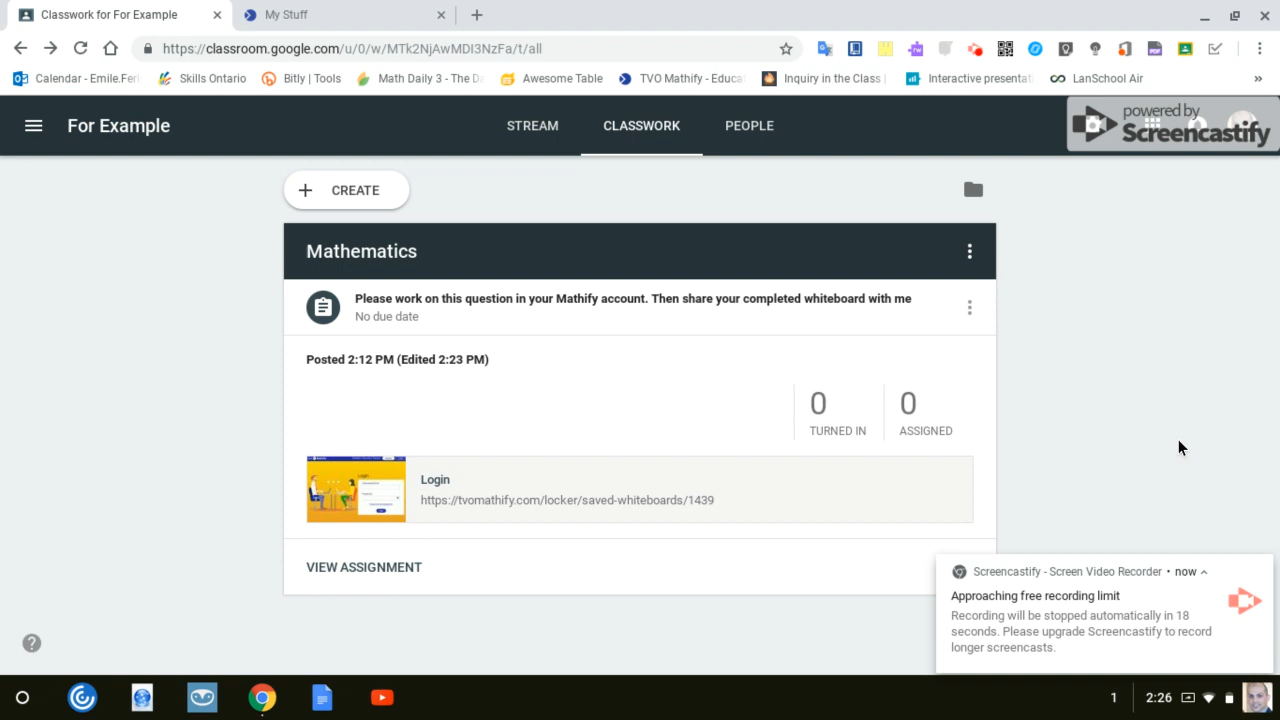 Classwork for For Example
My Stuff
https://classroom.google.com/u/0/w/MTk2NjAwMDI3NzFa/t/all
Calendar - Emile.Feri
Skills Ontario
Bitly | Tools
Math Daily 3 - The Da
Awesome Table
TVO Mathify - Educat
Inquiry in the Class
Interactive presentati
LanSchool Air
»
For Example
STREAM
CLASSWORK
PEOPLE
powered by
Screencastify
+ CREATE
Mathematics
Please work on this question in your Mathify account. Then share your completed whiteboard with me
No due date
Posted 2:12 PM (Edited 2:23 PM)
0
TURNED IN
0
ASSIGNED
Login
https://tvomathify.com/locker/saved-whiteboards/1439
VIEW ASSIGNMENT
Screencastify - Screen Video Recorder • now
Approaching free recording limit
Recording will be stopped automatically in 18
seconds. Please upgrade Screencastify to record
longer screencasts.
1
2:26